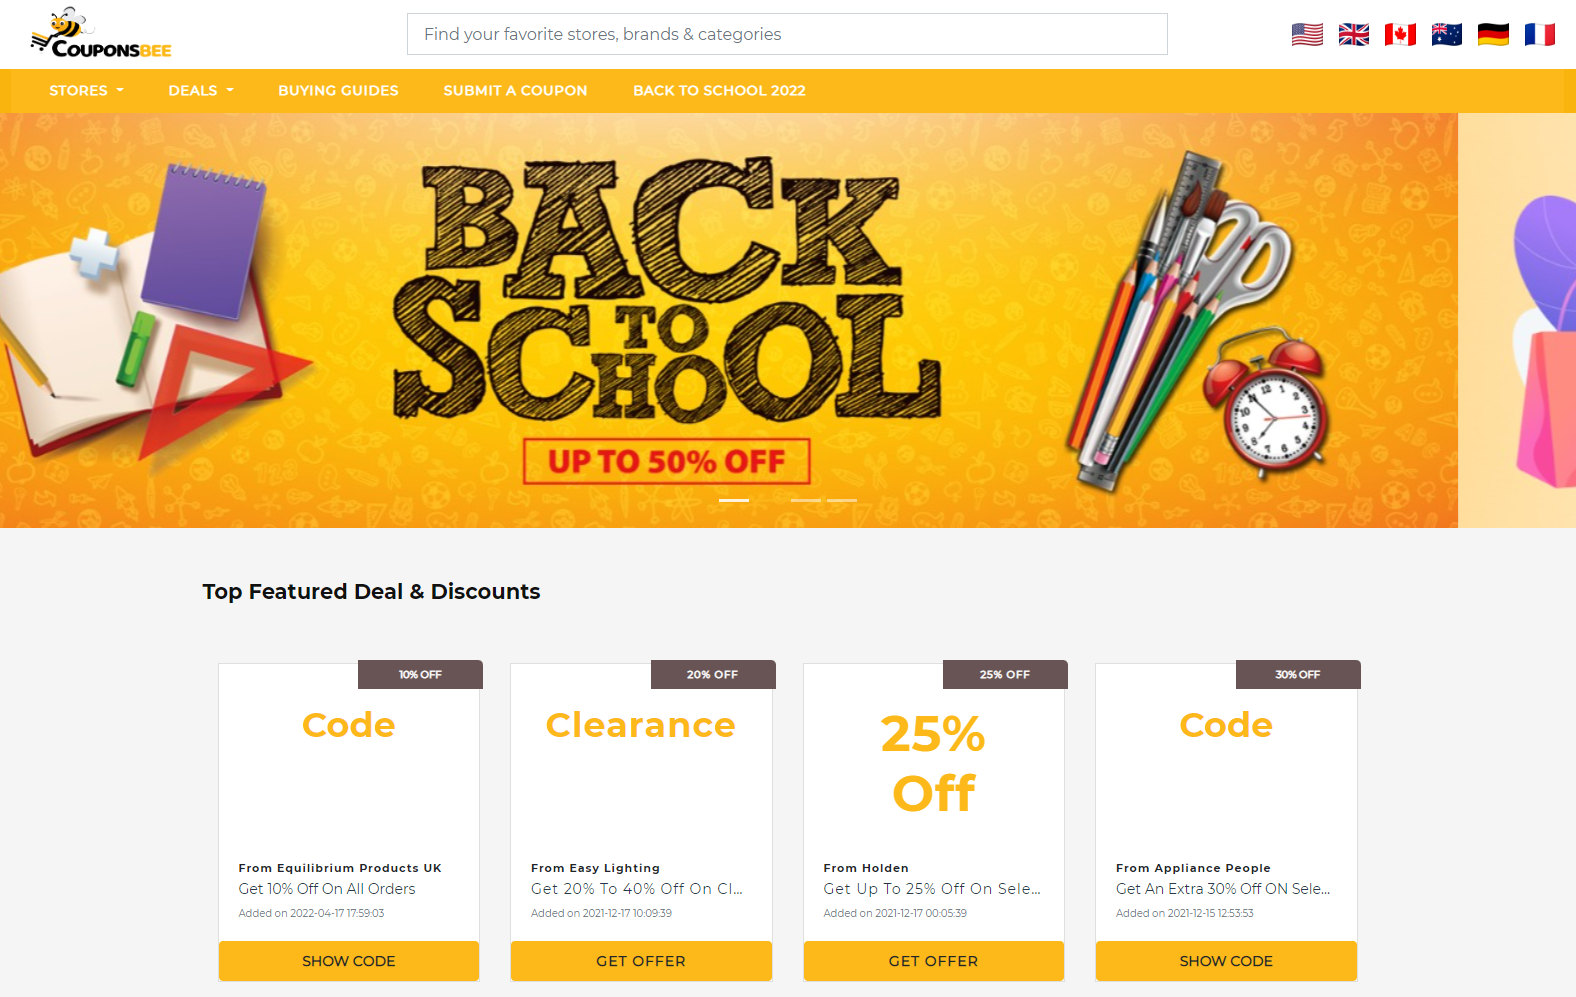 COUPONSBEE
Find your favorite stores, brands & categories
STORES
DEALS
BUYING GUIDES
SUBMIT A COUPON
BACK TO SCHOOL 2022
BACK
TO
SCHOOL
UP TO 50% OFF
Top Featured Deal & Discounts
10% OFF
Code
From Equilibrium Products UK
Get 10% Off On All Orders
Added on 2022-04-17 17:59:03
SHOW CODE
20% OFF
Clearance
From Easy Lighting
Get 20% To 40% Off On Cl...
Added on 2021-12-17 10:09:39
GET OFFER
25% OFF
25%
Off
From Holden
Get Up To 25% Off On Sele...
Added on 2021-12-17 00:05:39
GET OFFER
30% OFF
Code
From Appliance People
Get An Extra 30% Off ON Sele...
Added on 2021-12-15 12:53:53
SHOW CODE